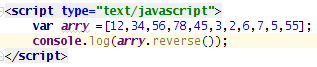 <script type="text/javascript">
var arry =[12,34,56,78,45,3,2,6,7,5,55];
console.log(arry.reverse());
</script>